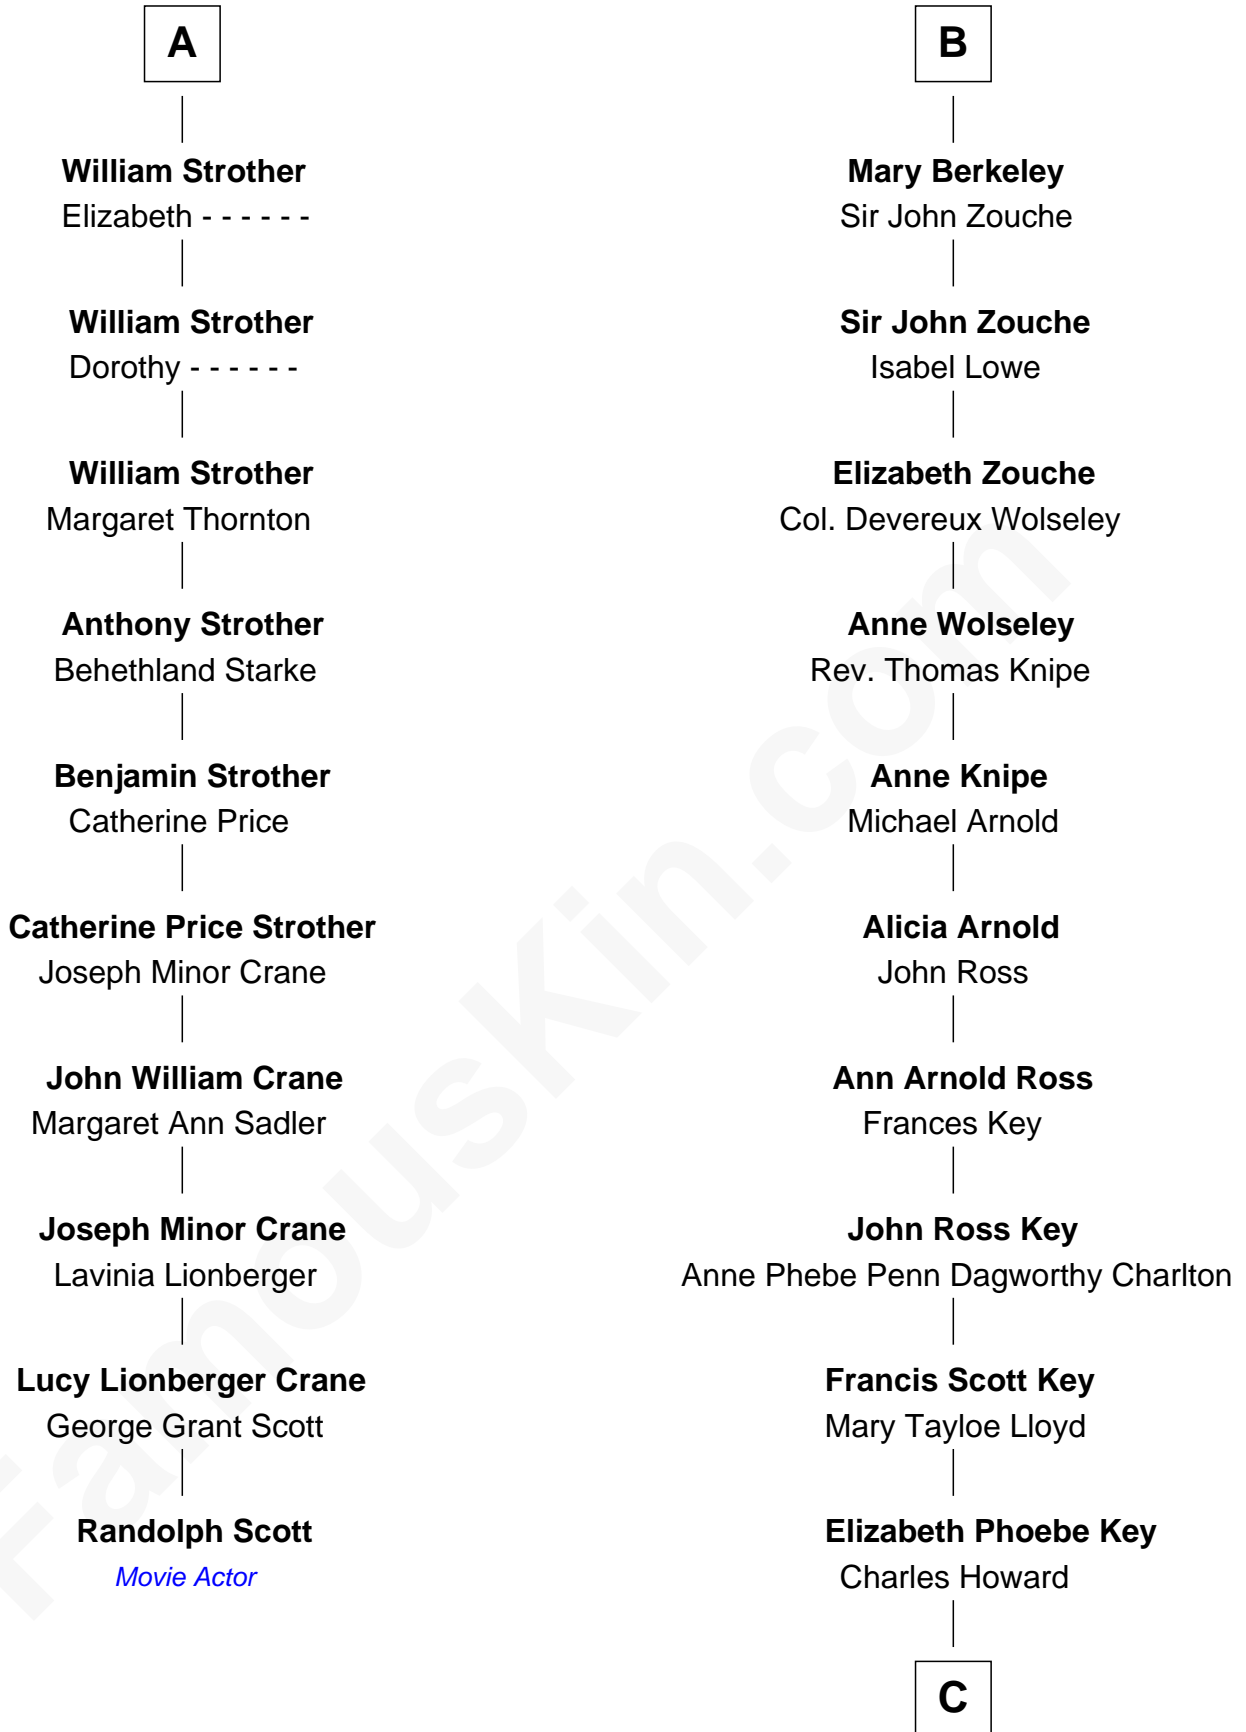 A
William Strother
Elizabeth - - - - - -
William Strother
Dorothy - - - - - -
William Strother
Margaret Thornton
Anthony Strother
Behethland Starke
Benjamin Strother
Catherine Price
Catherine Price Strother
Joseph Minor Crane
John William Crane
Margaret Ann Sadler
Joseph Minor Crane
Lavinia Lionberger
Lucy Lionberger Crane
George Grant Scott
Randolph Scott
Movie Actor
B
Mary Berkeley
Sir John Zouche
Sir John Zouche
Isabel Lowe
Elizabeth Zouche
Col. Devereux Wolseley
Anne Wolseley
Rev. Thomas Knipe
Anne Knipe
Michael Arnold
Alicia Arnold
John Ross
Ann Arnold Ross
Frances Key
John Ross Key
Anne Phebe Penn Dagworthy Charlton
Francis Scott Key
Mary Tayloe Lloyd
Elizabeth Phoebe Key
Charles Howard
C
FamousKin.com